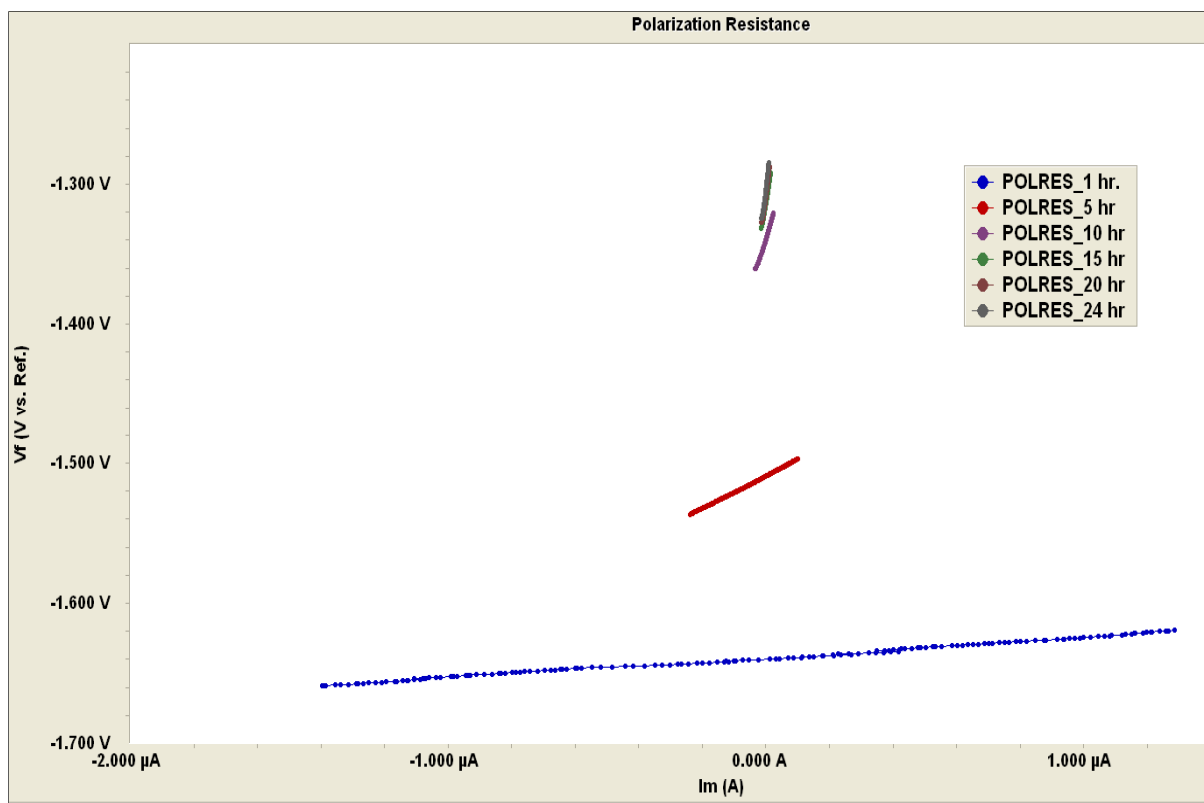 Polarization Resistance
-1.300 V
-1.400 V
-1.500 V
-1.600 V
-1.700 V
Vf (V vs. Ref.)
POLRES_1 hr.
POLRES_5 hr
POLRES_10 hr
POLRES_15 hr
POLRES_20 hr
POLRES_24 hr
-2.000 µA
-1.000 µA
0.000 A
1.000 µA
Im (A)